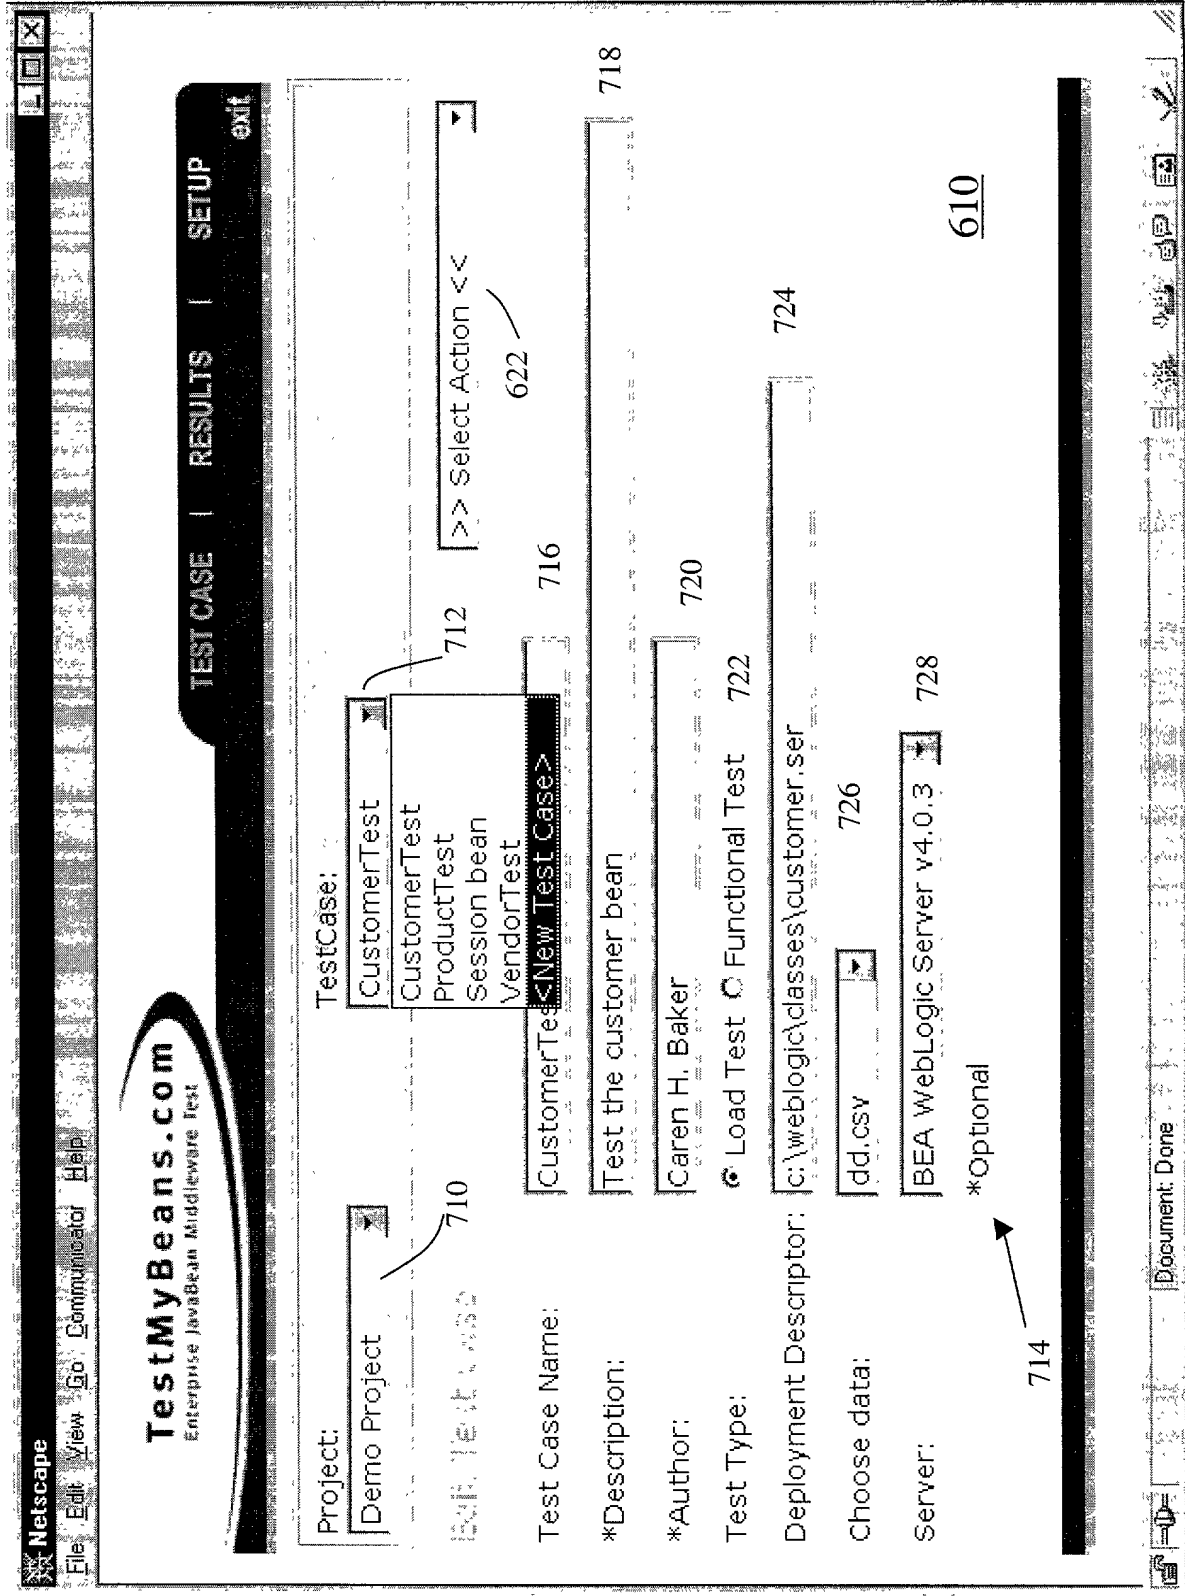 Netscape
File Edit View Go Communicator Help
TestMyBeans.com
Enterprise JavaBean Middleware Test
TEST CASE | RESULTS | SETUP
exit
Project:
TestCase:
Demo Project
CustomerTest
710
712
CustomerTest
ProductTest
Session bean
VendorTest
<New Test Case>
Edit Test Case
>> Select Action <<
622
Test Case Name:
CustomerTes
716
*Description:
Test the customer bean
718
*Author:
Caren H. Baker
720
Test Type:
Load Test
Functional Test
722
Deployment Descriptor:
c:\weblogic\classes\customer.ser
724
Choose data:
dd.csv
726
Server:
BEA WebLogic Server v4.0.3
728
*Optional
714
610
Document: Done